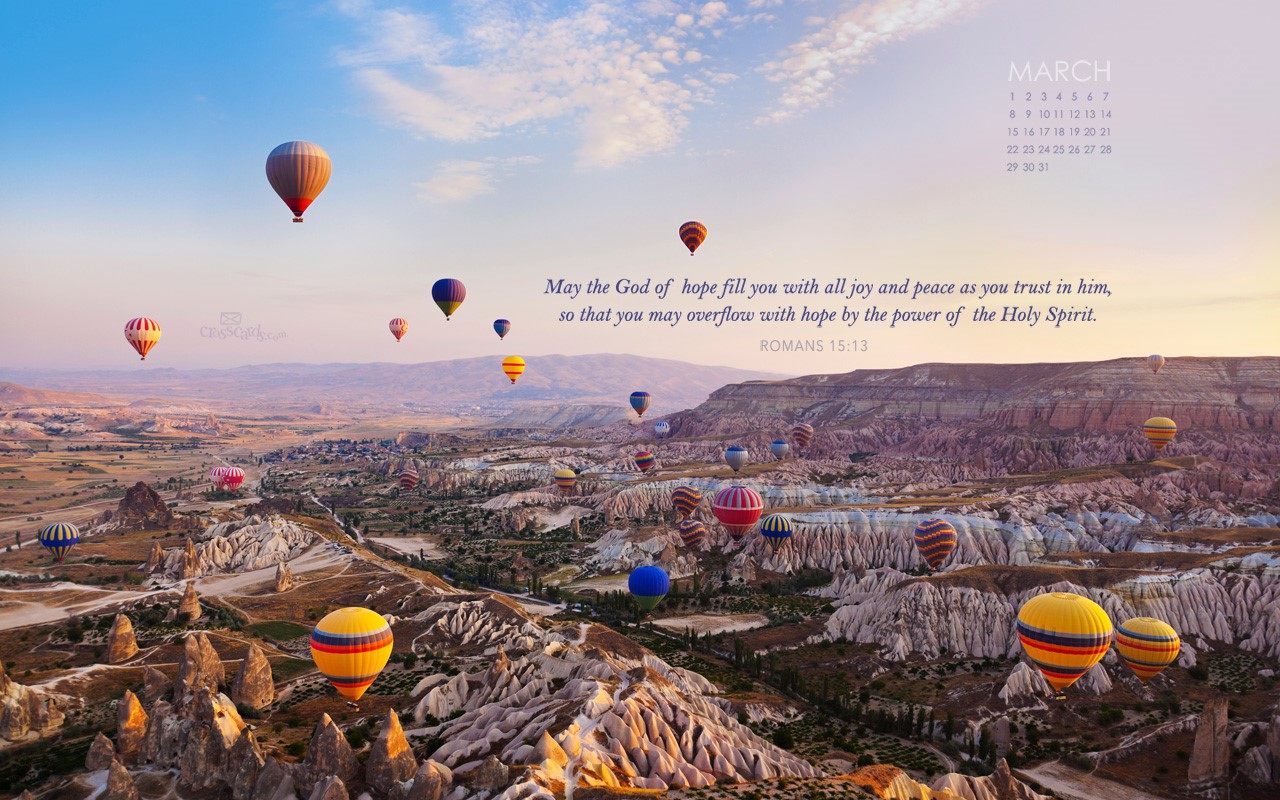 MARCH
1 2 3 4 5 6 7
8 9 10 11 12 13 14
15 16 17 18 19 20 21
22 23 24 25 26 27 28
29 30 31
May the God of hope fill you with all joy and peace as you trust in him,
so that you may overflow with hope by the power of the Holy Spirit.
ROMANS 15:13
crosscards.com